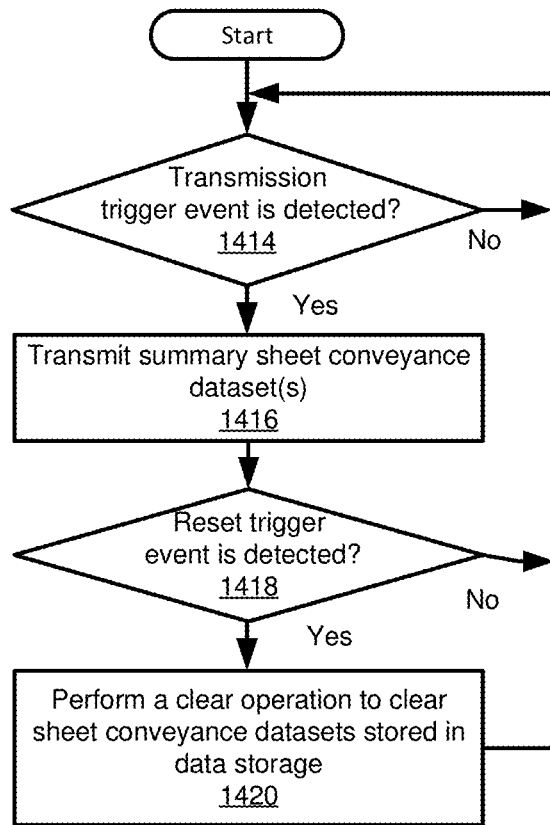 Start
Transmission
trigger event is detected?
1414
No
Yes
Transmit summary sheet conveyance
dataset(s)
1416
Reset trigger
event is detected?
1418
No
Yes
Perform a clear operation to clear
sheet conveyance datasets stored in
data storage
1420